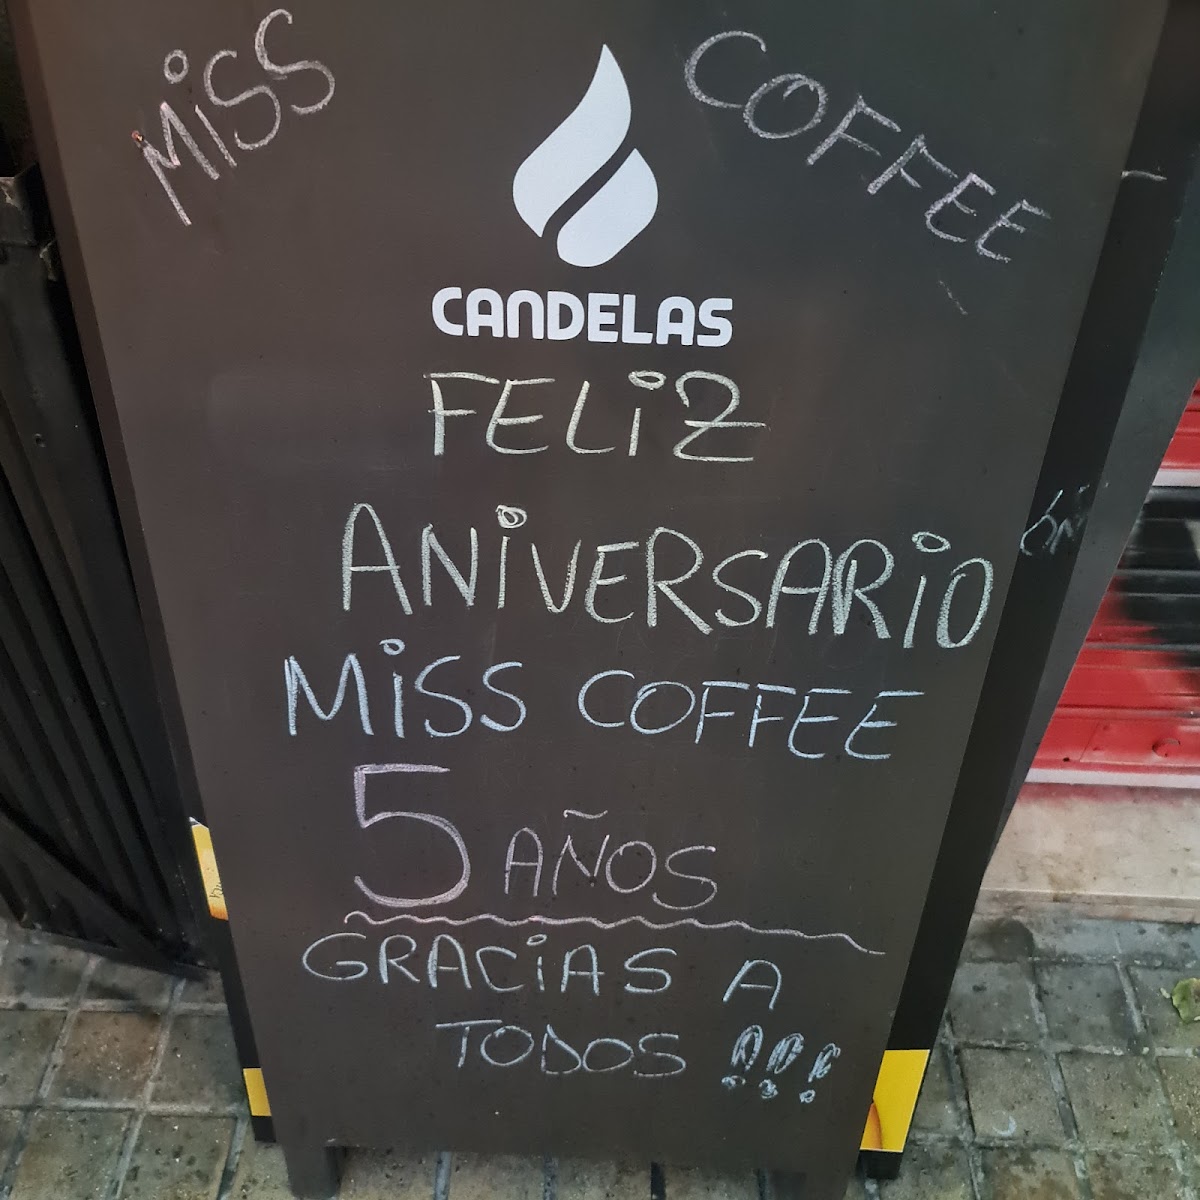 MiSS COFFEE
CANDELAS
FELiZ
ANiVERSARiO
MiSS COFFEE
5 AÑOS
GRACiAS A
TODOS !!!